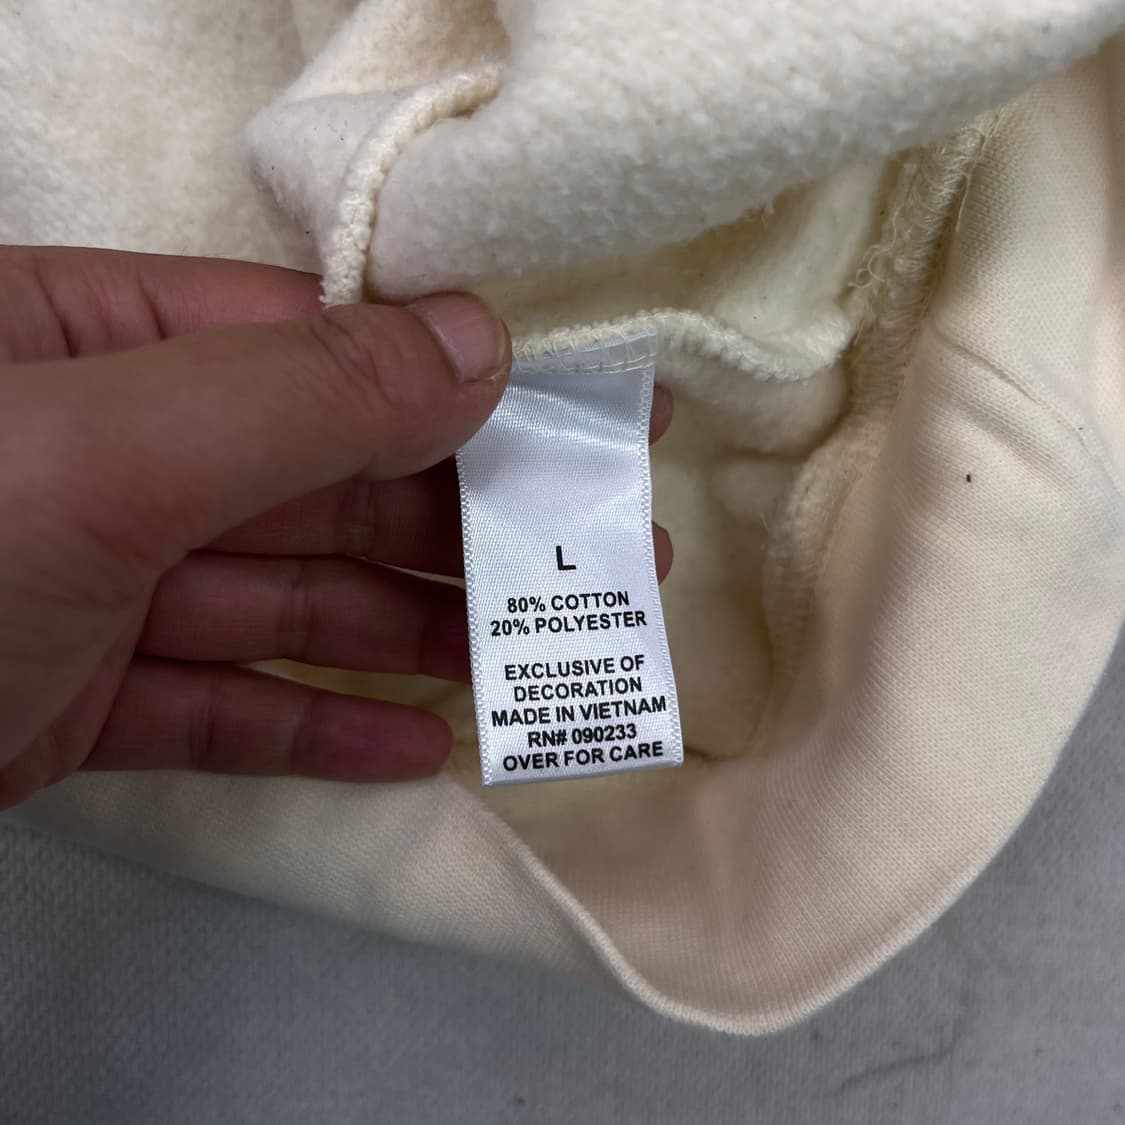 L
80% COTTON
20% POLYESTER
EXCLUSIVE OF
DECORATION
MADE IN VIETNAM
RN# 090233
OVER FOR CARE